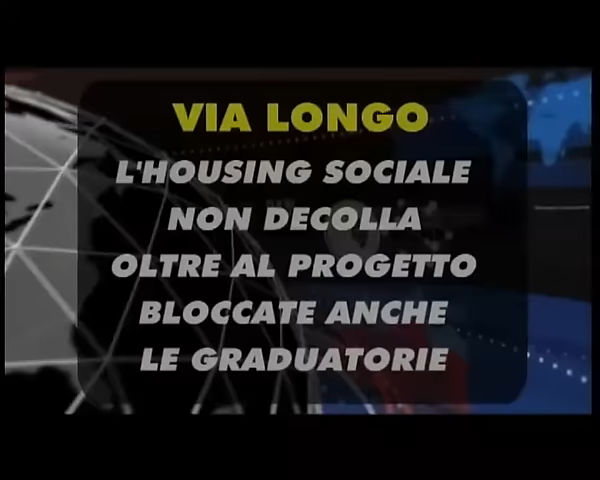 VIA LONGO
L'HOUSING SOCIALE
NON DECOLLA
OLTRE AL PROGETTO
BLOCCATE ANCHE
LE GRADUATORIE